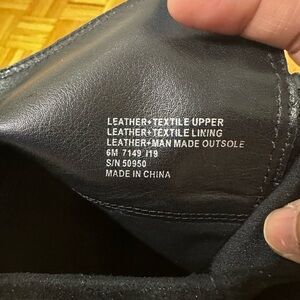 LEATHER+TEXTILE UPPER
LEATHER+TEXTILE LINING
LEATHER+MAN MADE OUTSOLE
6M 7149 I19
S/N 50950
MADE IN CHINA